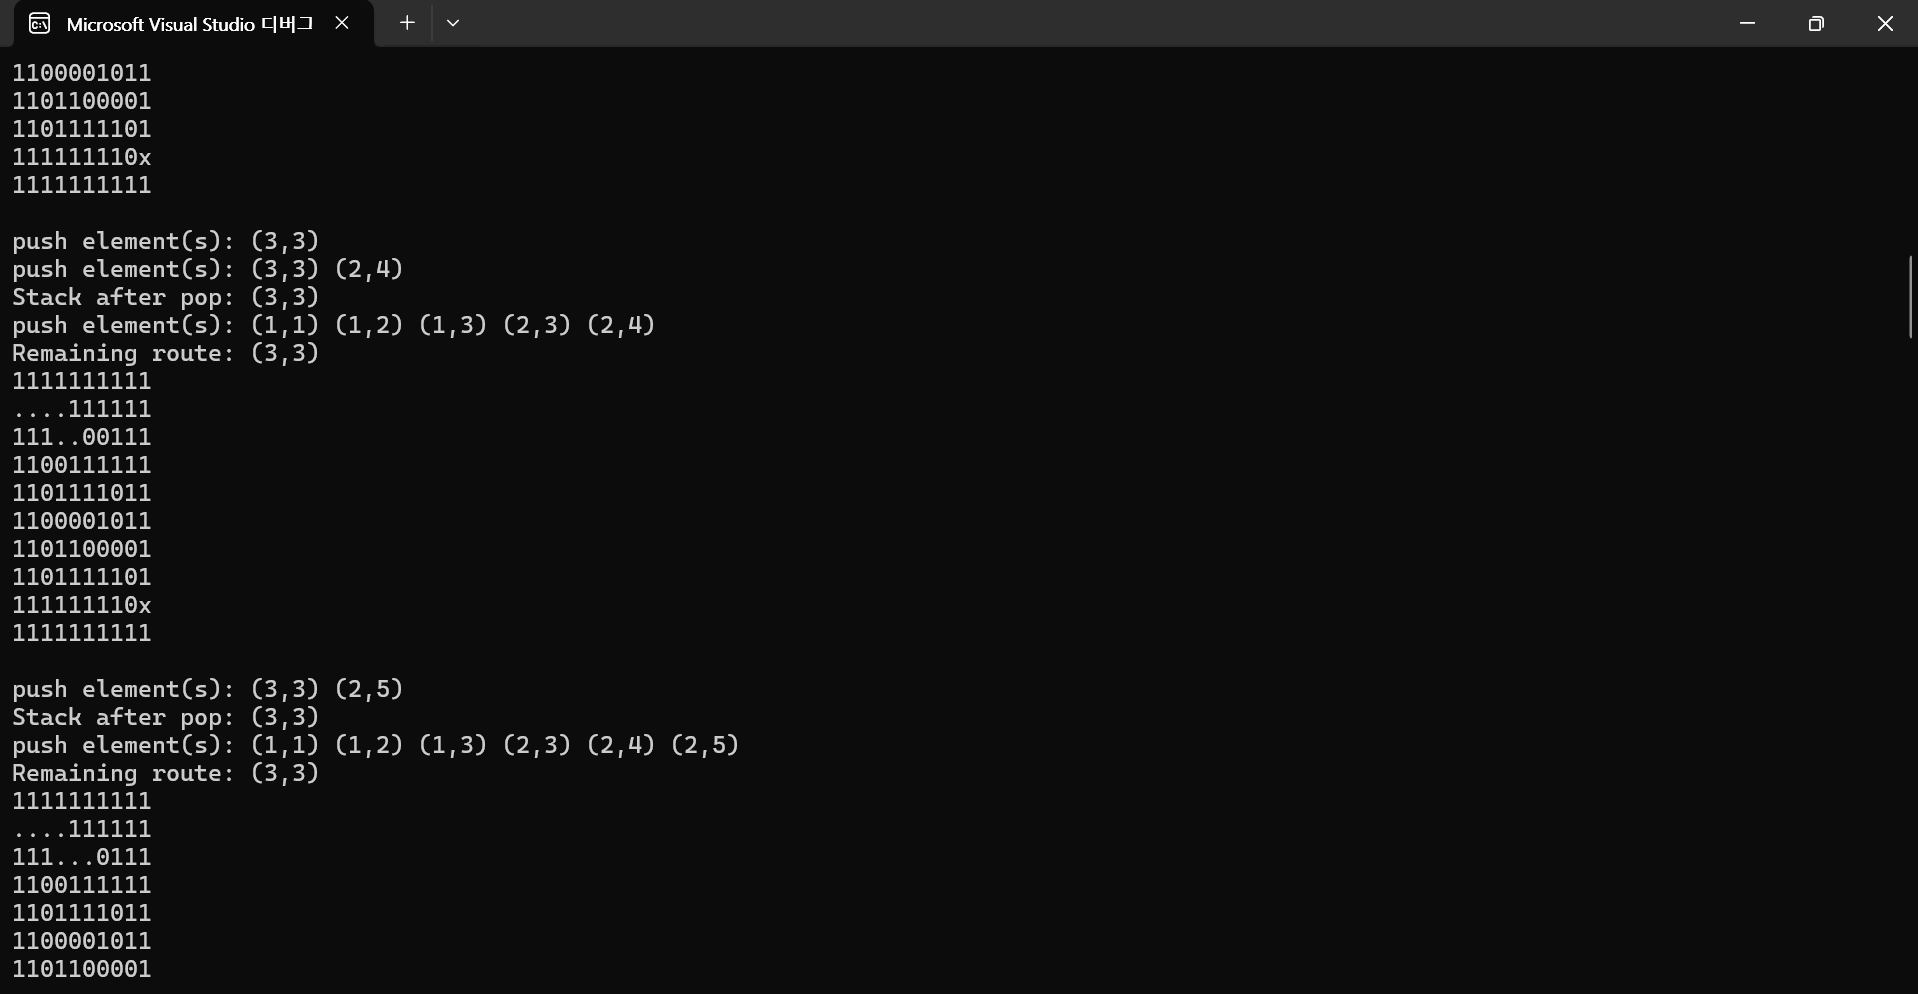 Microsoft Visual Studio 디버그
1100001011
1101100001
1101111101
111111110x
1111111111
push element(s): (3,3)
push element(s): (3,3) (2,4)
Stack after pop: (3,3)
push element(s): (1,1) (1,2) (1,3) (2,3) (2,4)
Remaining route: (3,3)
1111111111
....111111
111..00111
1100111111
1101111011
1100001011
1101100001
1101111101
111111110x
1111111111
push element(s): (3,3) (2,5)
Stack after pop: (3,3)
push element(s): (1,1) (1,2) (1,3) (2,3) (2,4) (2,5)
Remaining route: (3,3)
1111111111
....111111
111...0111
1100111111
1101111011
1100001011
1101100001